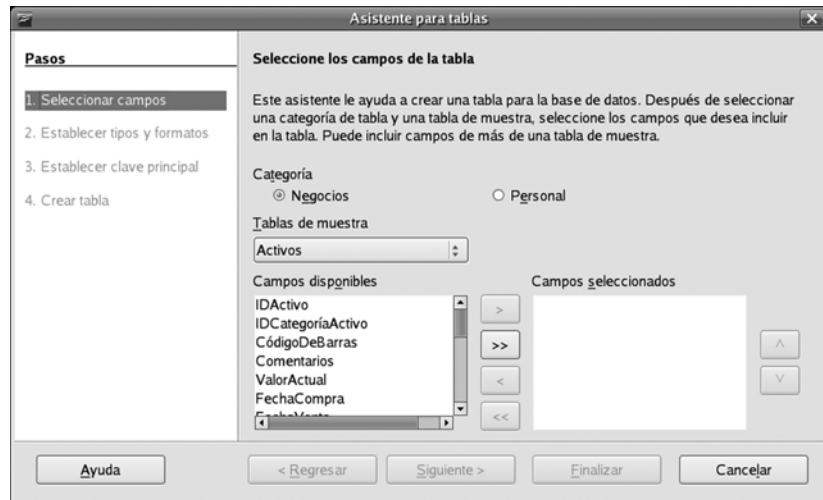 Asistente para tablas
Pasos
1. Seleccionar campos
2. Establecer tipos y formatos
3. Establecer clave principal
4. Crear tabla
Seleccione los campos de la tabla
Este asistente le ayuda a crear una tabla para la base de datos. Después de seleccionar
una categoría de tabla y una tabla de muestra, seleccione los campos que desea incluir
en la tabla. Puede incluir campos de más de una tabla de muestra.
Categoría
Negocios
Personal
Tablas de muestra
Activos
Campos disponibles
IDActivo
IDCategoríaActivo
CódigoDeBarras
Comentarios
ValorActual
FechaCompra
FechaVenta
>
>>
<
<<
Campos seleccionados
Ayuda
< Regresar
Siguiente >
Finalizar
Cancelar